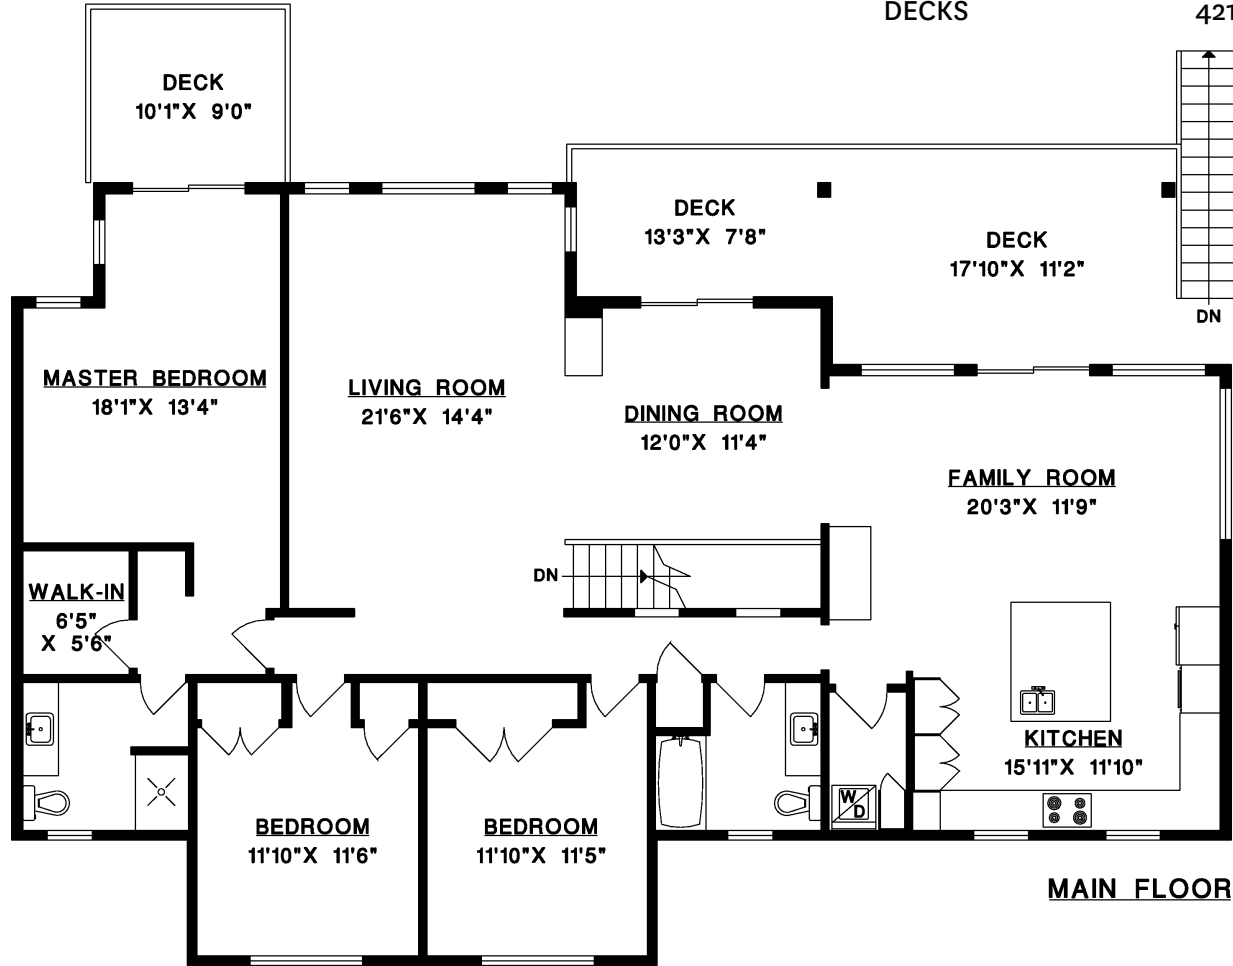 DECKS 421
DECK
10'1"X 9'0"
DECK
13'3"X 7'8"
DECK
17'10"X 11'2"
DN
MASTER BEDROOM
18'1"X 13'4"
LIVING ROOM
21'6"X 14'4"
DINING ROOM
12'0"X 11'4"
FAMILY ROOM
20'3"X 11'9"
DN
WALK-IN
6'5"
X 5'6"
KITCHEN
15'11"X 11'10"
W
D
BEDROOM
11'10"X 11'6"
BEDROOM
11'10"X 11'5"
MAIN FLOOR